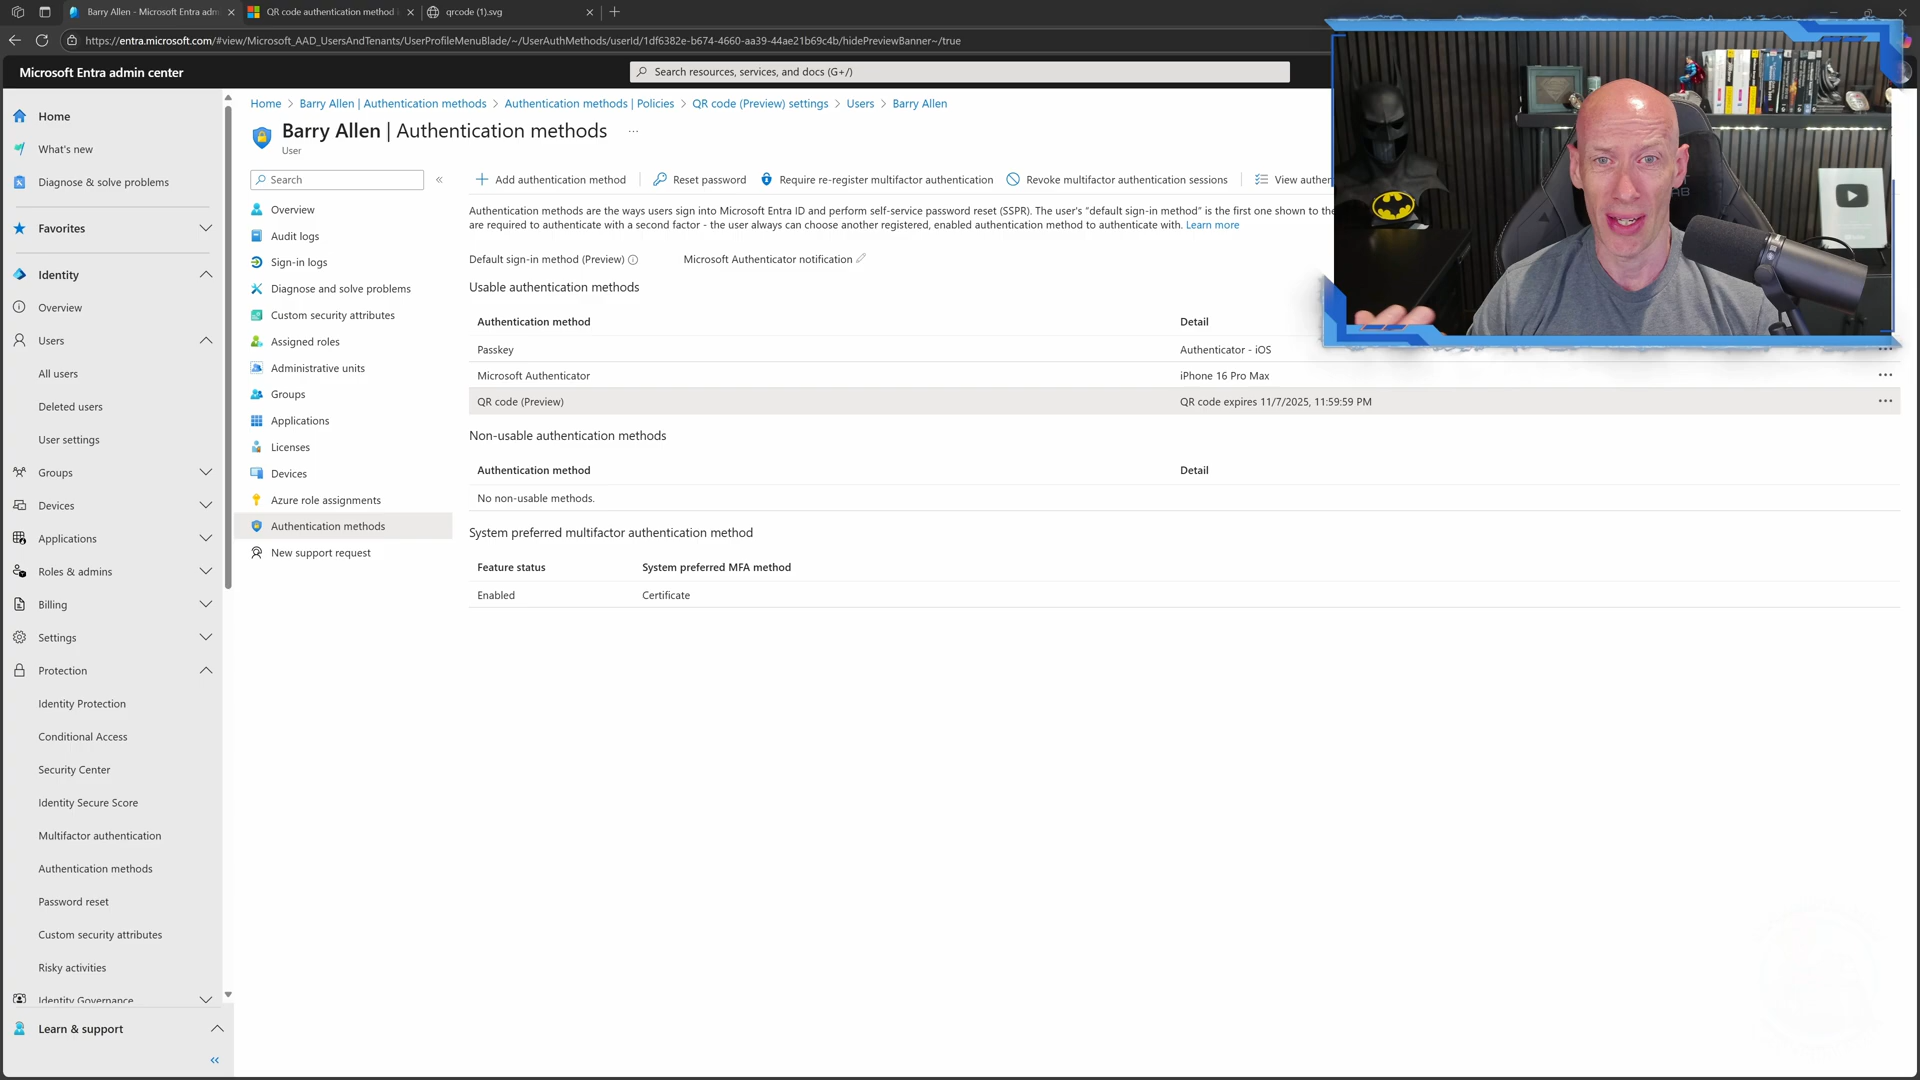 Barry Allen - Microsoft Entra adm
QR code authentication method
qrcode (1).svg
https://entra.microsoft.com/#view/Microsoft_AAD_UsersAndTenants/UserProfileMenuBlade/~/UserAuthMethods/userId/1df6382e-b674-4660-aa39-44ae21b69c4b/hidePreviewBanner~/true
Microsoft Entra admin center
Search resources, services, and docs (G+/)
Home
What's new
Diagnose & solve problems
Favorites
Identity
Overview
Users
All users
Deleted users
User settings
Groups
Devices
Applications
Roles & admins
Billing
Settings
Protection
Identity Protection
Conditional Access
Security Center
Identity Secure Score
Multifactor authentication
Authentication methods
Password reset
Custom security attributes
Risky activities
Identity Governance
Learn & support
Home > Barry Allen | Authentication methods > Authentication methods | Policies > QR code (Preview) settings > Users > Barry Allen
Barry Allen | Authentication methods
User
Search
Overview
Audit logs
Sign-in logs
Diagnose and solve problems
Custom security attributes
Assigned roles
Administrative units
Groups
Applications
Licenses
Devices
Azure role assignments
Authentication methods
New support request
Add authentication method
Reset password
Require re-register multifactor authentication
Revoke multifactor authentication sessions
View authen
Authentication methods are the ways users sign into Microsoft Entra ID and perform self-service password reset (SSPR). The user's "default sign-in method" is the first one shown to the
are required to authenticate with a second factor - the user always can choose another registered, enabled authentication method to authenticate with. Learn more
Default sign-in method (Preview) Microsoft Authenticator notification
Usable authentication methods
Authentication method Detail
Passkey Authenticator - iOS
Microsoft Authenticator iPhone 16 Pro Max
QR code (Preview) QR code expires 11/7/2025, 11:59:59 PM
Non-usable authentication methods
Authentication method Detail
No non-usable methods.
System preferred multifactor authentication method
Feature status System preferred MFA method
Enabled Certificate